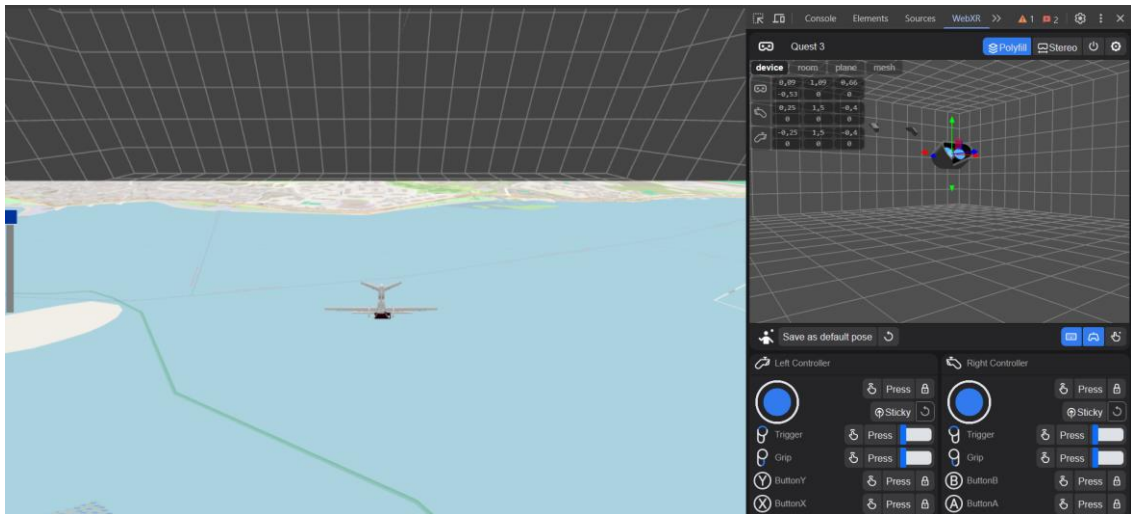 Console Elements Sources WebXR 1 2
Quest 3 Polyfill Stereo
device room plane mesh
0,09 1,09 0,66
-0,53 0 0
0,25 1,5 -0,4
0 0 0
-0,25 1,5 -0,4
0 0 0
Save as default pose
Left Controller
Press
Sticky
Trigger Press
Grip Press
Y ButtonY Press
X ButtonX Press
Right Controller
Press
Sticky
Trigger Press
Grip Press
B ButtonB Press
A ButtonA Press